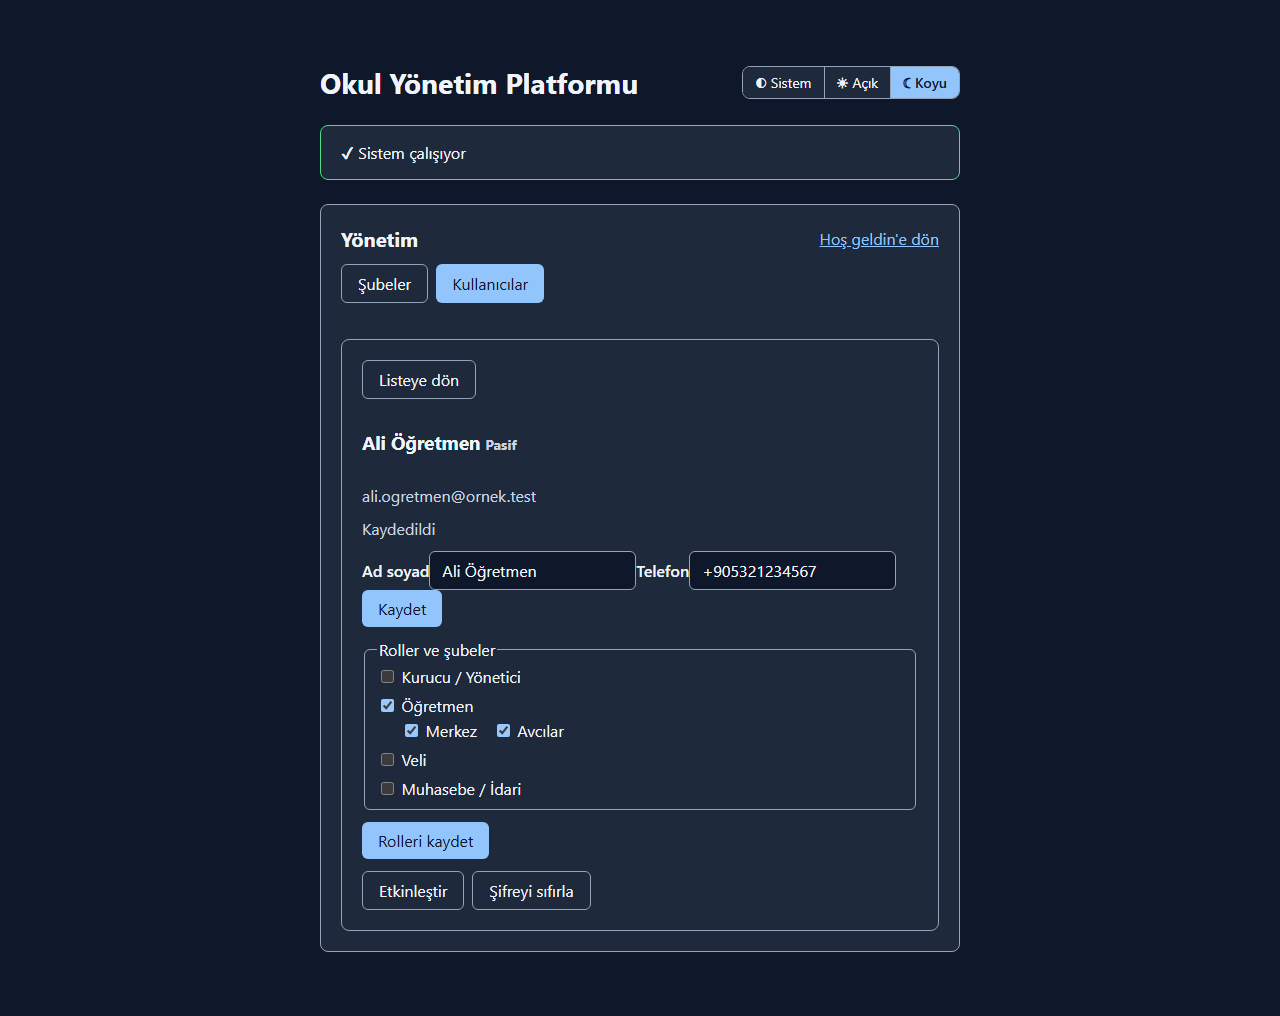 Okul Yönetim Platformu
◐ Sistem ☀ Açık ☾ Koyu
✓ Sistem çalışıyor
Yönetim
Hoş geldin'e dön
Şubeler Kullanıcılar
Listeye dön
Ali Öğretmen Pasif
ali.ogretmen@ornek.test
Kaydedildi
Ad soyad Ali Öğretmen Telefon +905321234567
Kaydet
Roller ve şubeler
Kurucu / Yönetici
Öğretmen
Merkez Avcılar
Veli
Muhasebe / İdari
Rolleri kaydet
Etkinleştir Şifreyi sıfırla